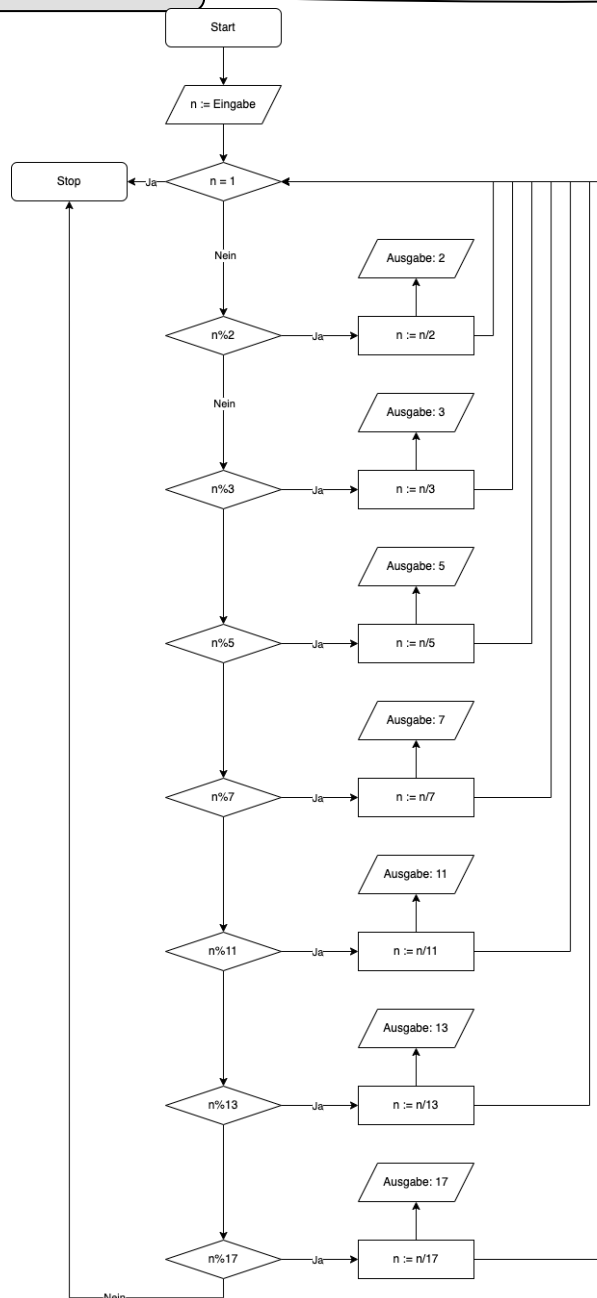 Start
n := Eingabe
Stop
Ja
n = 1
Nein
Ausgabe: 2
n%2
Ja
n := n/2
Nein
Ausgabe: 3
n%3
Ja
n := n/3
Ausgabe: 5
n%5
Ja
n := n/5
Ausgabe: 7
n%7
Ja
n := n/7
Ausgabe: 11
n%11
Ja
n := n/11
Ausgabe: 13
n%13
Ja
n := n/13
Ausgabe: 17
n%17
Ja
n := n/17
Nein